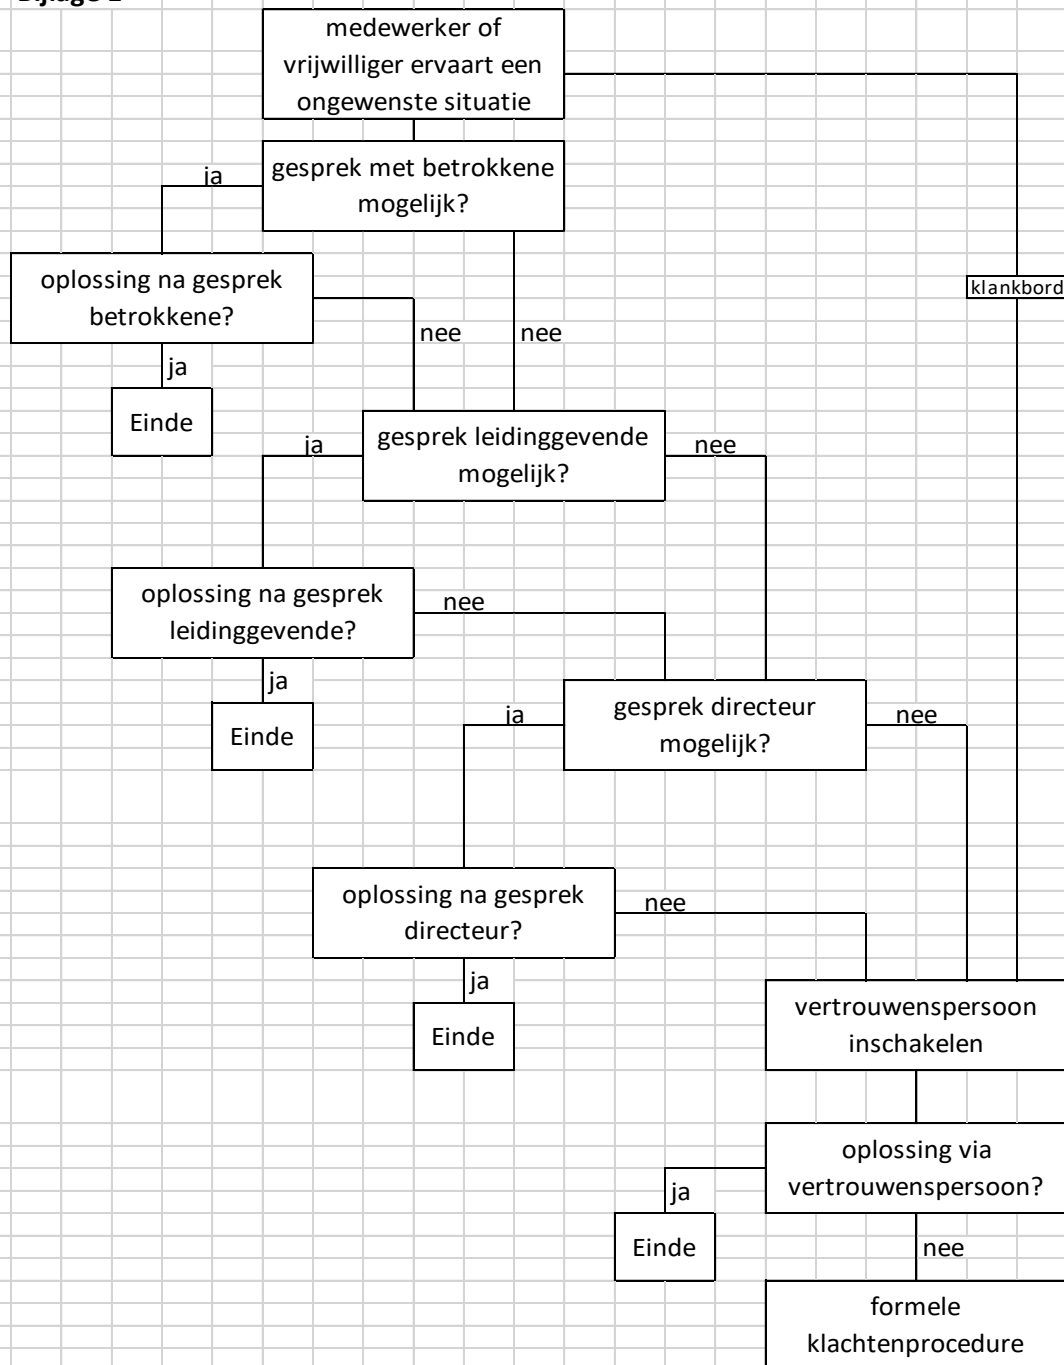 medewerker of
vrijwilliger ervaart een
ongewenste situatie
gesprek met betrokkene
mogelijk?
ja
oplossing na gesprek
betrokkene?
klankbord
nee
nee
ja
Einde
gesprek leidinggevende
mogelijk?
ja
nee
oplossing na gesprek
leidinggevende?
nee
ja
Einde
gesprek directeur
mogelijk?
ja
nee
oplossing na gesprek
directeur?
nee
ja
Einde
vertrouwenspersoon
inschakelen
oplossing via
vertrouwenspersoon?
ja
Einde
nee
formele
klachtenprocedure